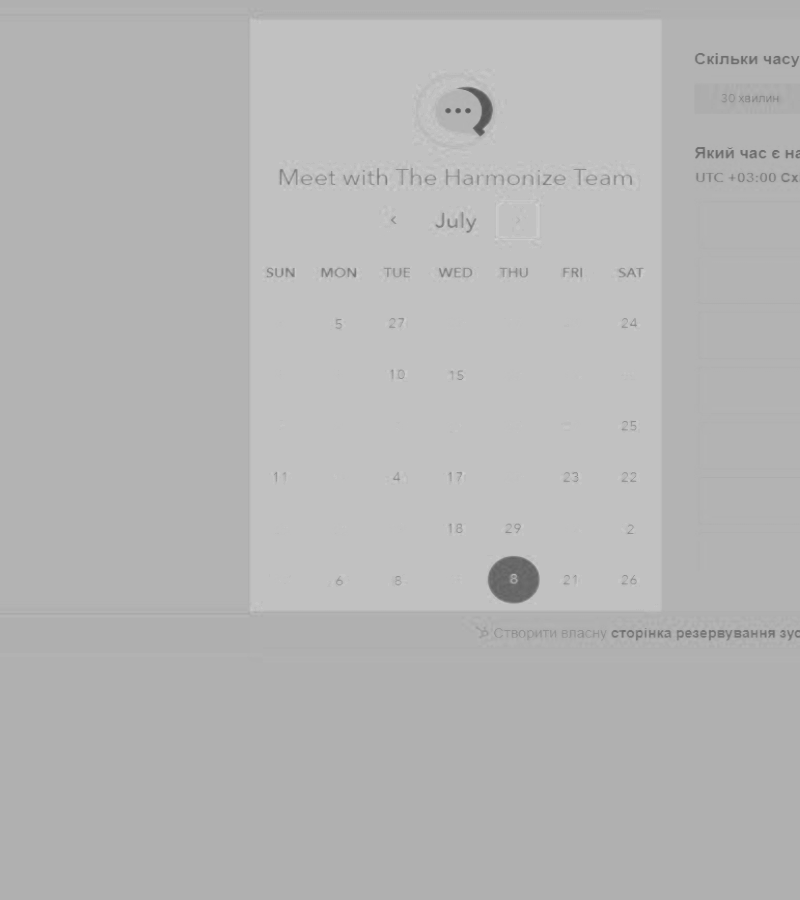 Meet with The Harmonize Team
July
SUN MON TUE WED THU FRI SAT
5 27 24
10 15
25
11 4 17 23 22
18 29 2
6 8 8 21 26
Скільки часу
30 хвилин
Який час є на
UTC +03:00 Сх
Створити власну сторінка резервування зус